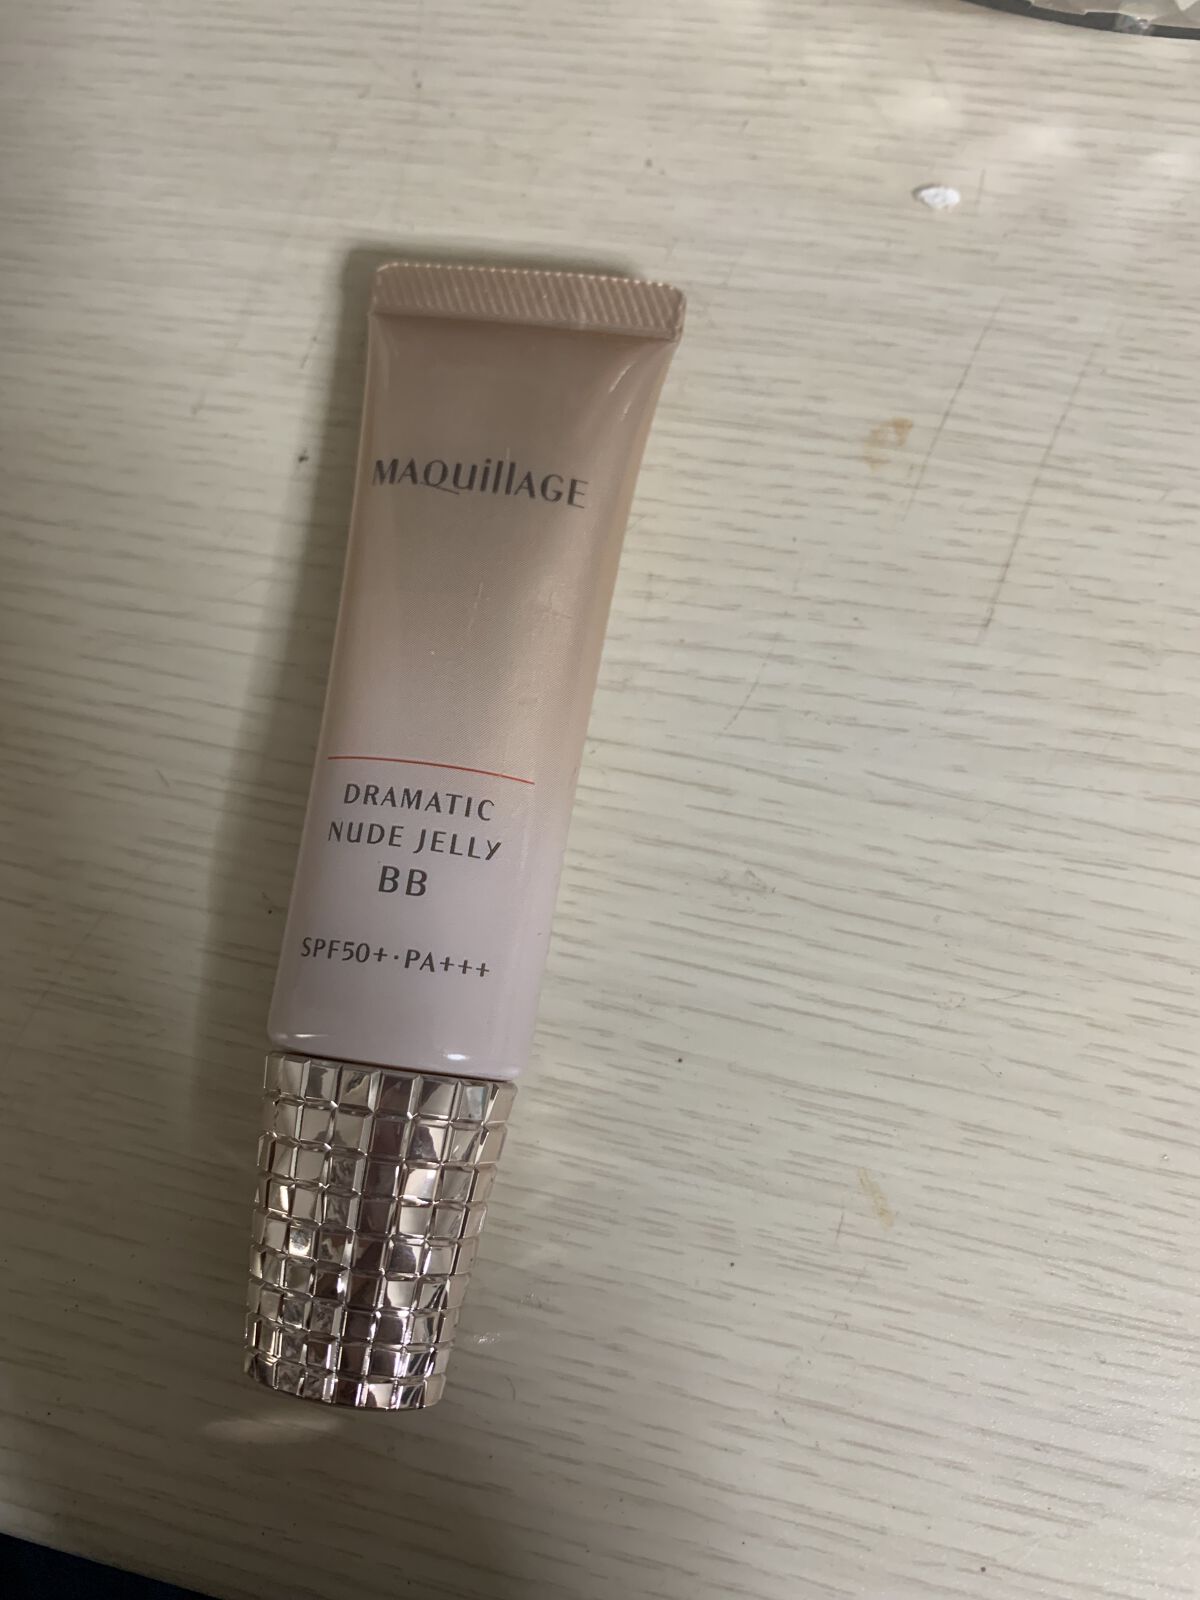 MAQuillAGE
DRAMATIC
NUDE JELLY
BB
SPF50+・PA+++